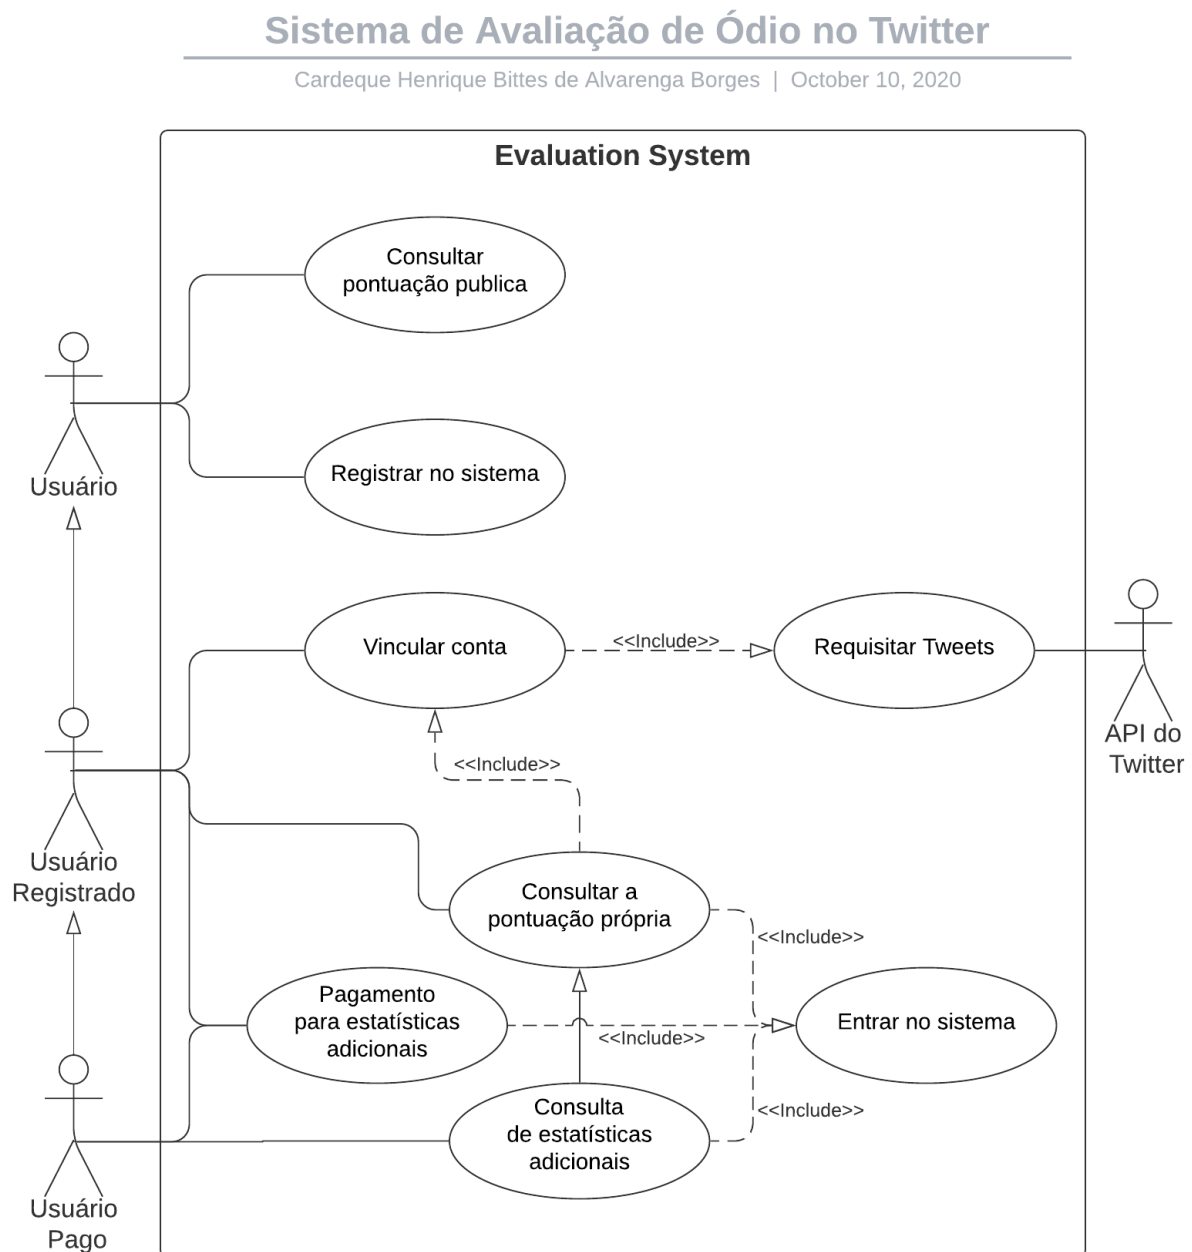 Sistema de Avaliação de Ódio no Twitter
Cardeque Henrique Bittes de Alvarenga Borges | October 10, 2020
Evaluation System
Consultar
pontuação publica
Usuário
Registrar no sistema
Vincular conta
<<Include>>
Requisitar Tweets
API do
Twitter
<<Include>>
Usuário
Registrado
Consultar a
pontuação própria
<<Include>>
Pagamento
para estatísticas
adicionais
<<Include>>
Entrar no sistema
Consulta
de estatísticas
adicionais
<<Include>>
Usuário
Pago